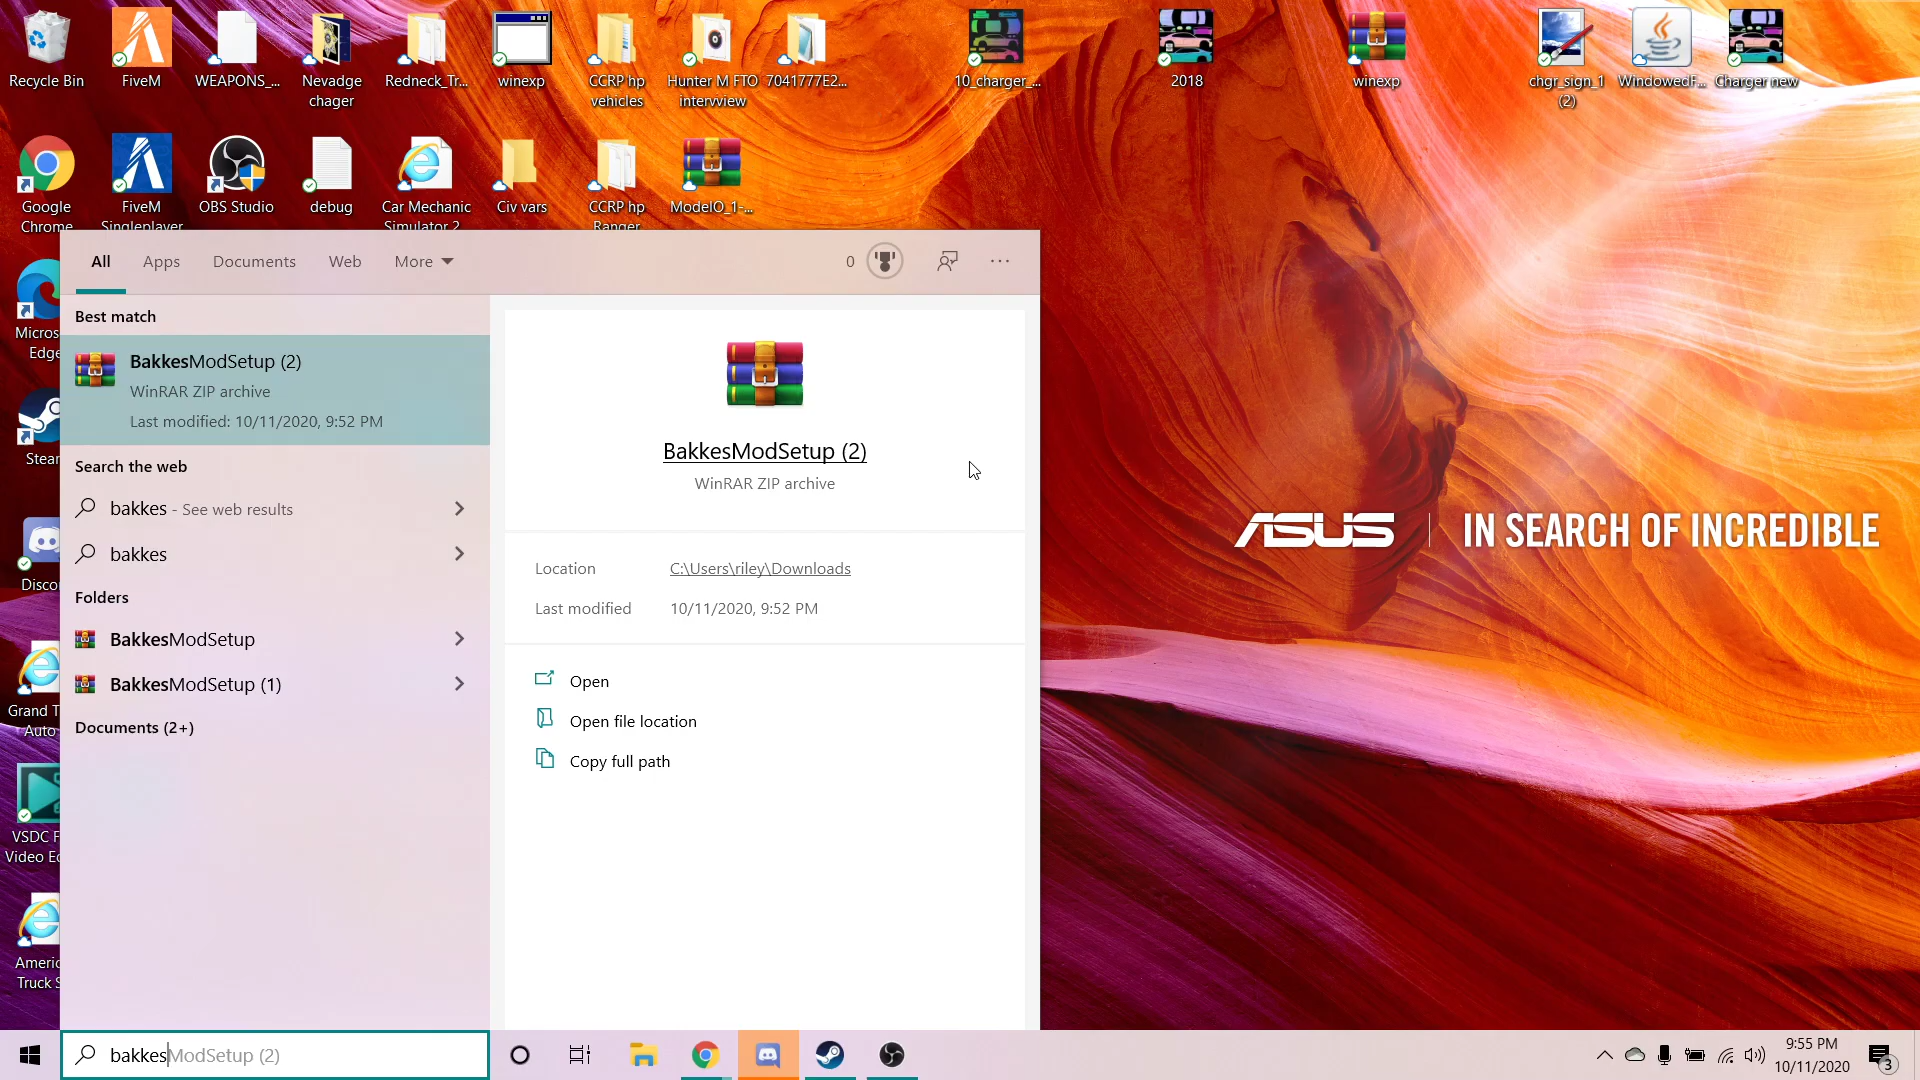 Recycle Bin
FiveM
WEAPONS_...
Nevadge
chager
Redneck_Tr...
winexp
CCRP hp
vehicles
Hunter M FTO
intervview
7041777E2...
10_charger_...
2018
winexp
chgr_sign_1
(2)
WindowedF...
Charger new
Google
Chrome
FiveM
Singleplayer
OBS Studio
debug
Car Mechanic
Simulator 2
Civ vars
CCRP hp
Ranger
ModelO_1-...
Micros
Edge
Stear
Disco
Grand T
Auto
VSDC F
Video Ed
Americ
Truck S
All
Apps
Documents
Web
More
0
...
Best match
BakkesModSetup (2)
WinRAR ZIP archive
Last modified: 10/11/2020, 9:52 PM
Search the web
bakkes - See web results
bakkes
Folders
BakkesModSetup
BakkesModSetup (1)
Documents (2+)
BakkesModSetup (2)
WinRAR ZIP archive
Location C:\Users\riley\Downloads
Last modified 10/11/2020, 9:52 PM
Open
Open file location
Copy full path
ASUS | IN SEARCH OF INCREDIBLE
bakkesModSetup (2)
9:55 PM
10/11/2020
3